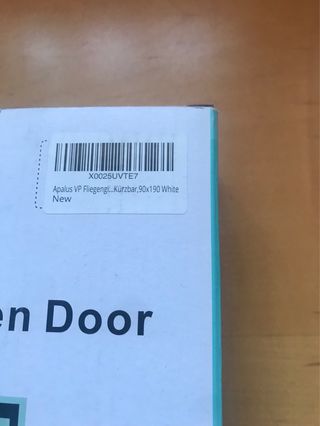 X0025UVTE7
Apalus VP Fliegengi...Kürzbar,90x190 White
New
en Door